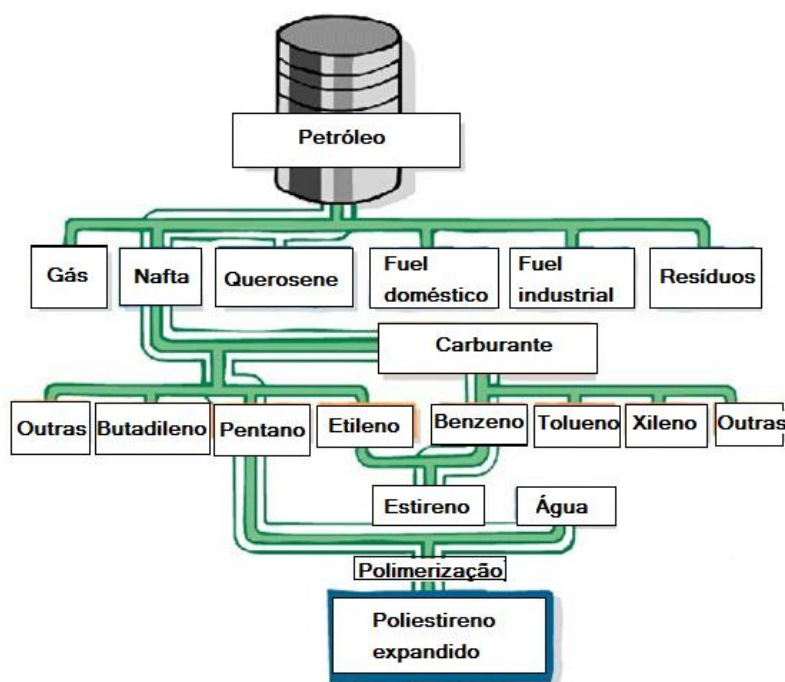 Petróleo
Gás
Nafta
Querosene
Fuel
doméstico
Fuel
industrial
Resíduos
Carburante
Outras
Butadileno
Pentano
Etileno
Benzeno
Tolueno
Xileno
Outras
Estireno
Água
Polimerização
Poliestireno
expandido